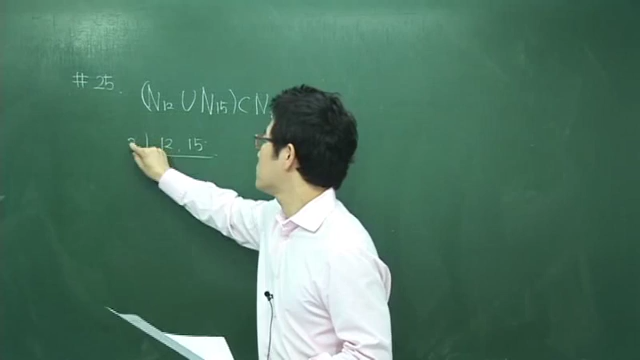 # 25.
(N₁₂ ∪ N₁₅) ⊂ N
3 | 12, 15